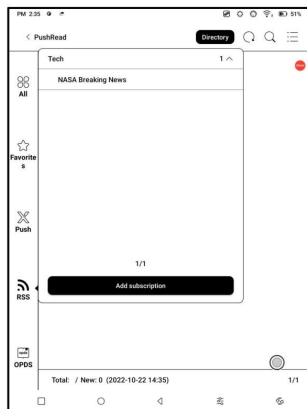 PM 2:35
51%
< PushRead
Directory
Tech 1
NASA Breaking News
All
Favorite
s
Push
1/1
Add subscription
RSS
OPDS
Total: / New: 0 (2022-10-22 14:35) 1/1